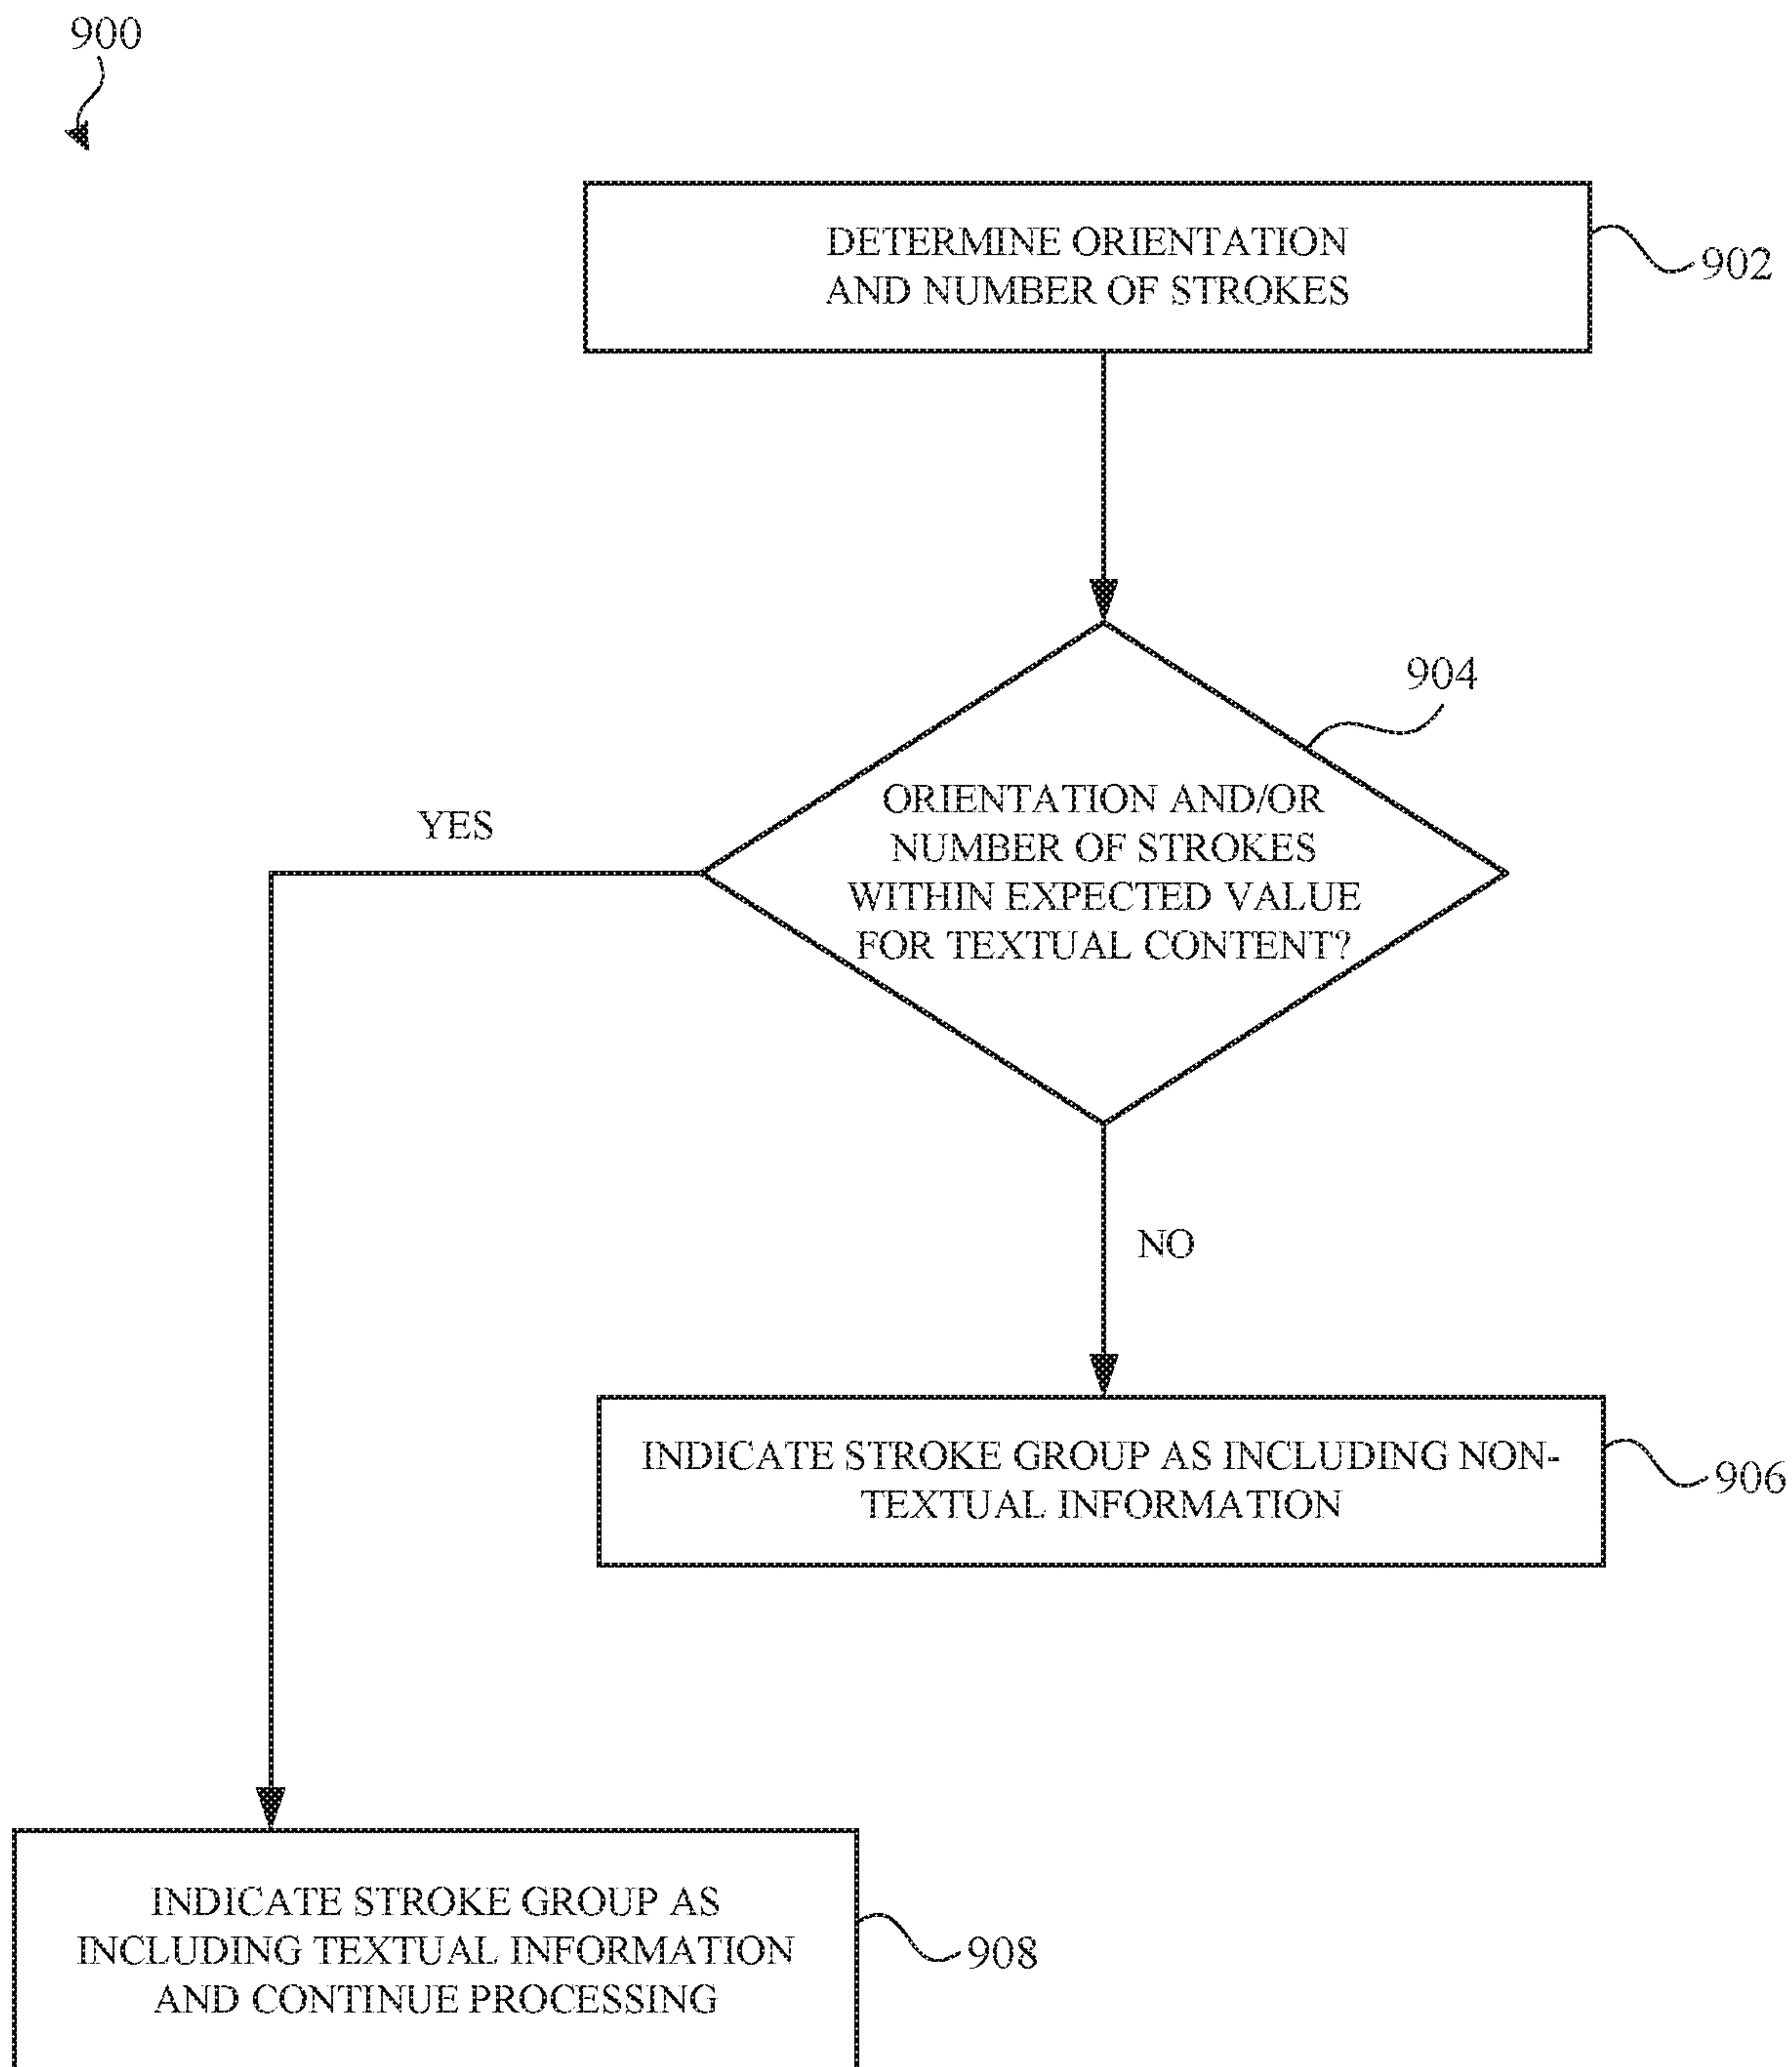 900
DETERMINE ORIENTATION
AND NUMBER OF STROKES
902
904
ORIENTATION AND/OR
NUMBER OF STROKES
WITHIN EXPECTED VALUE
FOR TEXTUAL CONTENT?
YES
NO
INDICATE STROKE GROUP AS INCLUDING NON-
TEXTUAL INFORMATION
906
INDICATE STROKE GROUP AS
INCLUDING TEXTUAL INFORMATION
AND CONTINUE PROCESSING
908